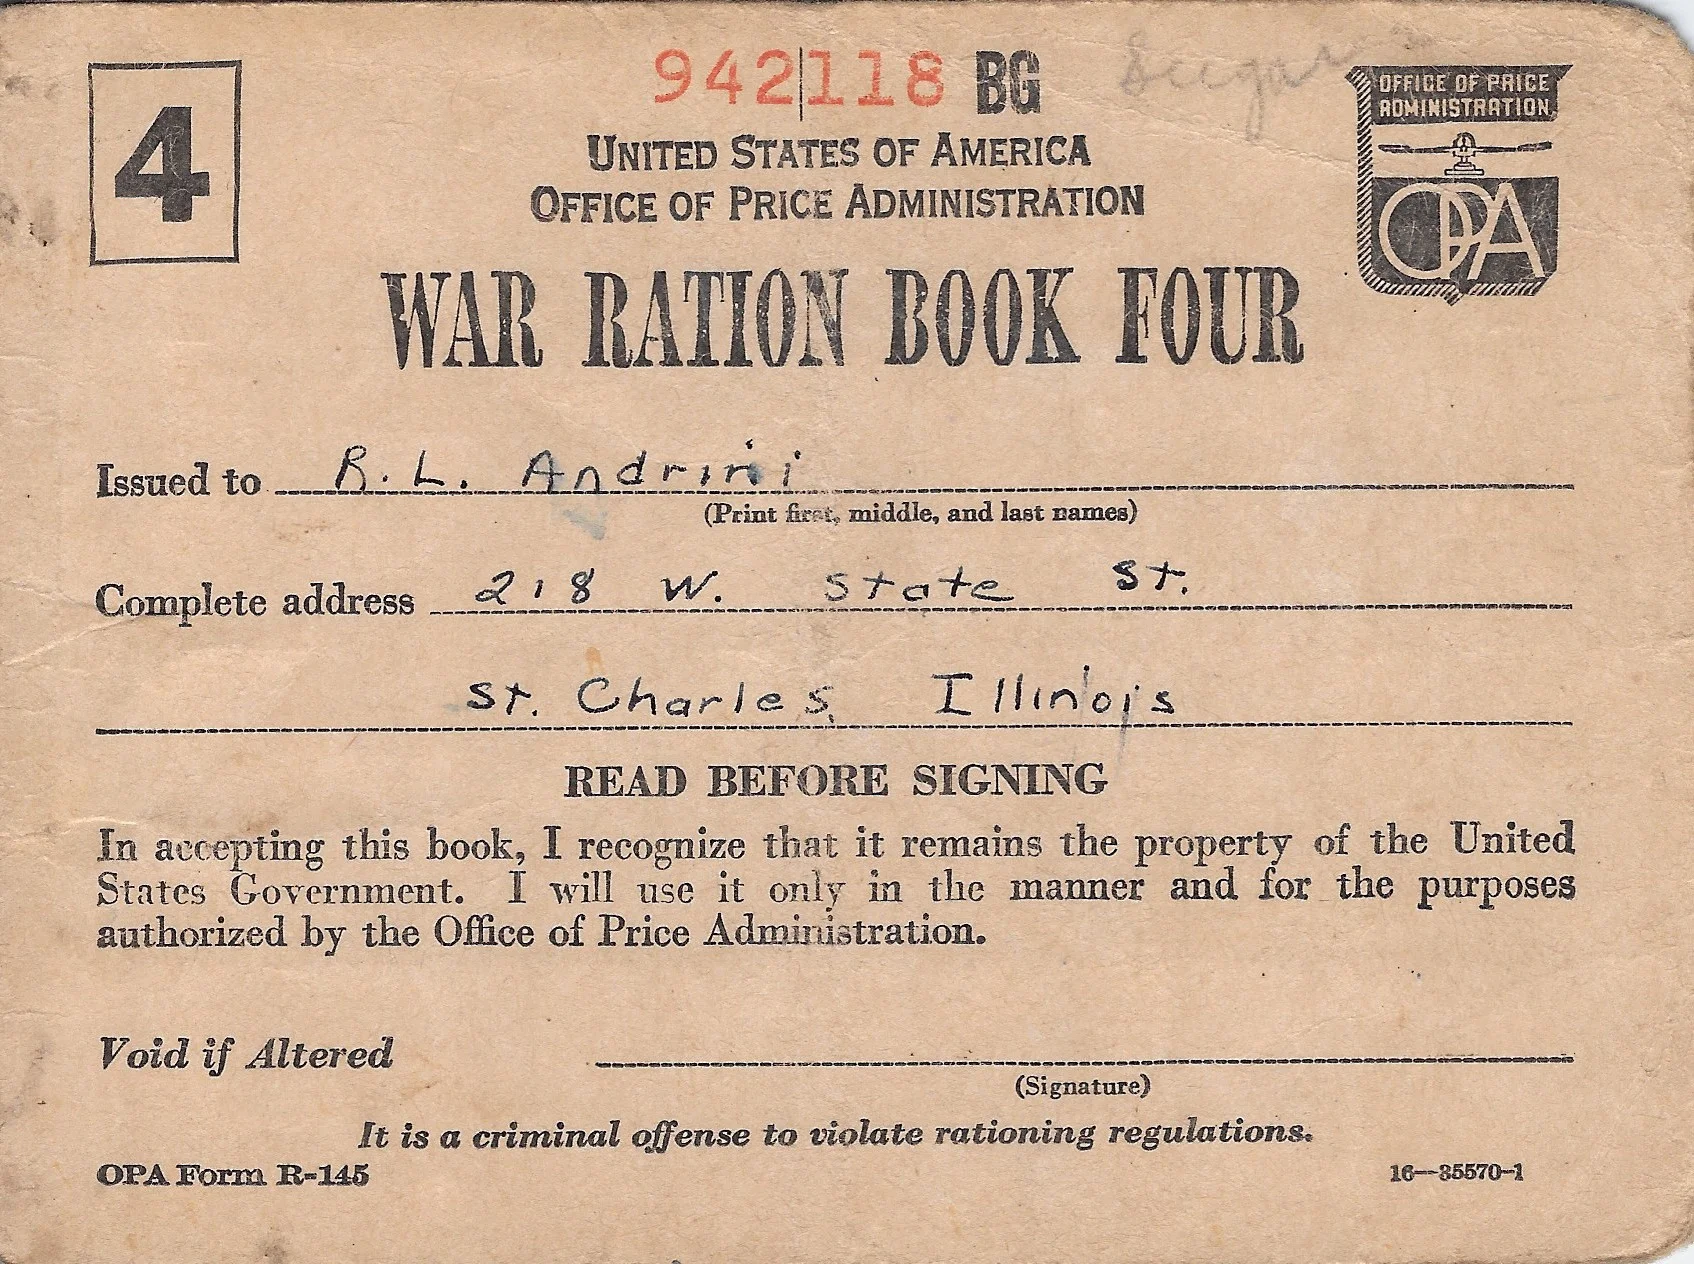 4
942118 BG
Sugar
OFFICE OF PRICE
ADMINISTRATION
OPA
UNITED STATES OF AMERICA
OFFICE OF PRICE ADMINISTRATION
WAR RATION BOOK FOUR
Issued to R. L. Andrini
(Print first, middle, and last names)
Complete address 218 W. State St.
St. Charles, Illinois
READ BEFORE SIGNING
In accepting this book, I recognize that it remains the property of the United
States Government. I will use it only in the manner and for the purposes
authorized by the Office of Price Administration.
Void if Altered
(Signature)
It is a criminal offense to violate rationing regulations.
OPA Form R-145
16—35570-1